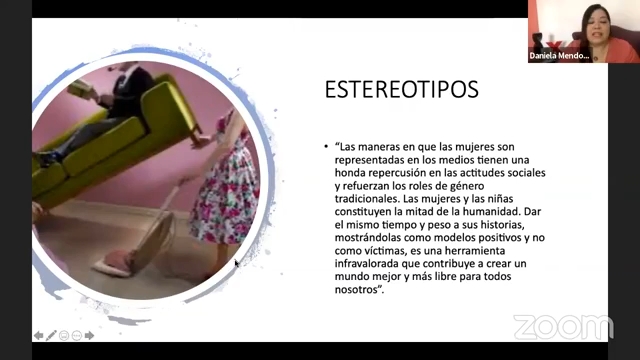 Daniela Mendo...
ESTEREOTIPOS
• “Las maneras en que las mujeres son
representadas en los medios tienen una
honda repercusión en las actitudes sociales
y refuerzan los roles de género
tradicionales. Las mujeres y las niñas
constituyen la mitad de la humanidad. Dar
el mismo tiempo y peso a sus historias,
mostrándolas como modelos positivos y no
como víctimas, es una herramienta
infravalorada que contribuye a crear un
mundo mejor y más libre para todos
nosotros”.
zoom